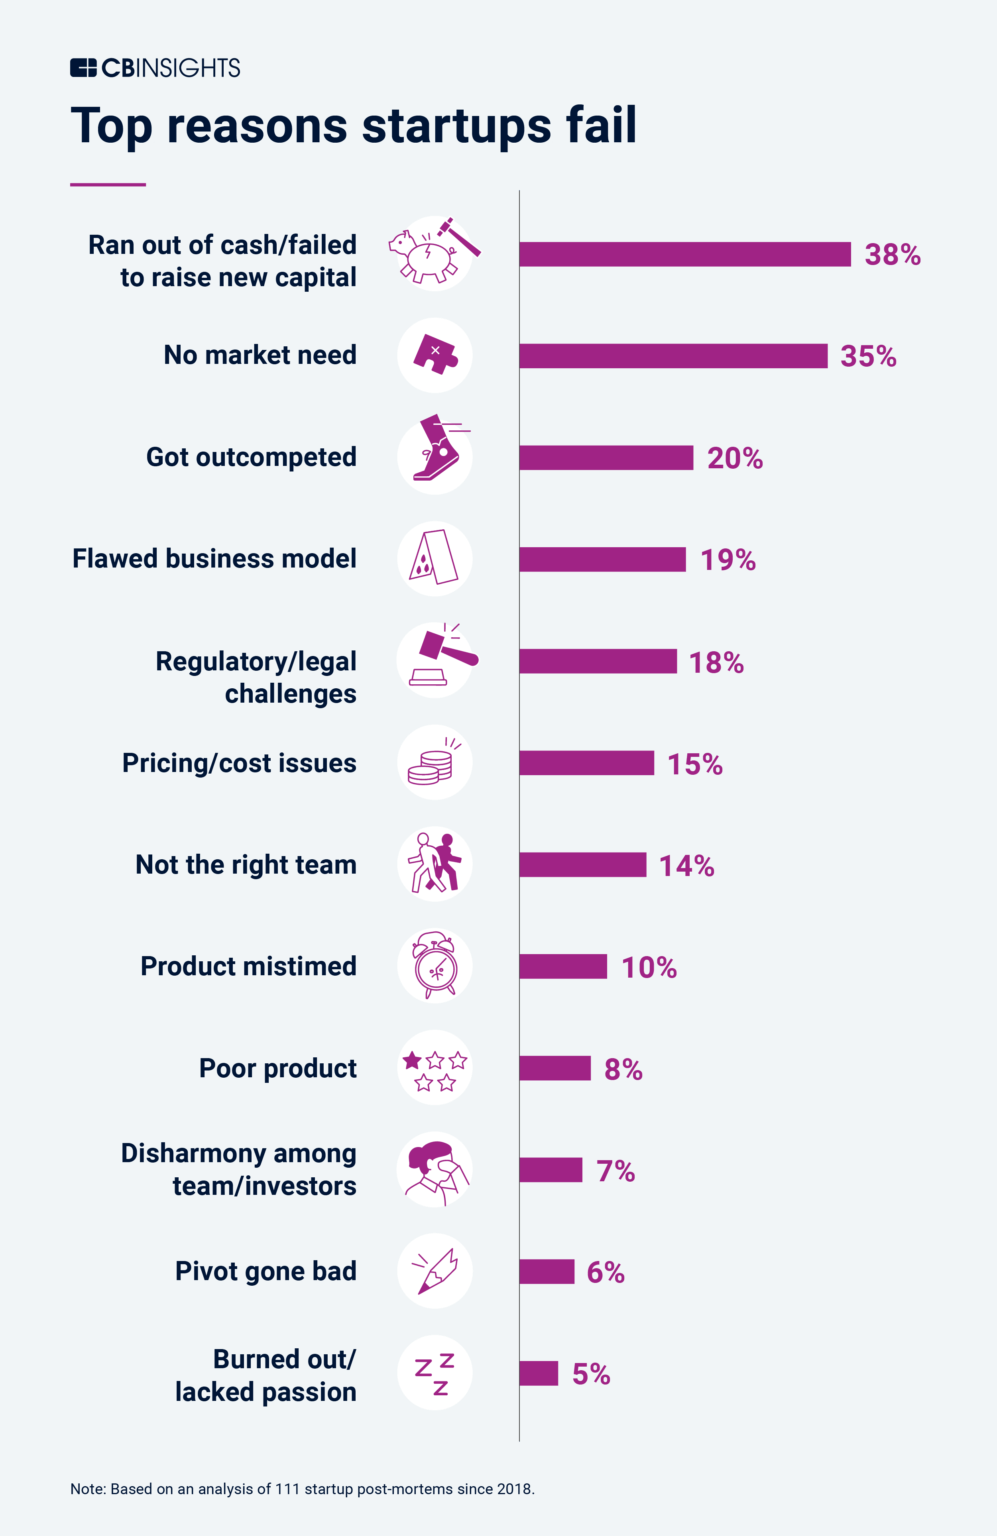 CBINSIGHTS
Top reasons startups fail
Ran out of cash/failed
to raise new capital
38%
No market need
35%
Got outcompeted
20%
Flawed business model
19%
Regulatory/legal
challenges
18%
Pricing/cost issues
15%
Not the right team
14%
Product mistimed
10%
Poor product
8%
Disharmony among
team/investors
7%
Pivot gone bad
6%
Burned out/
lacked passion
Z Z
Z
5%
Note: Based on an analysis of 111 startup post-mortems since 2018.